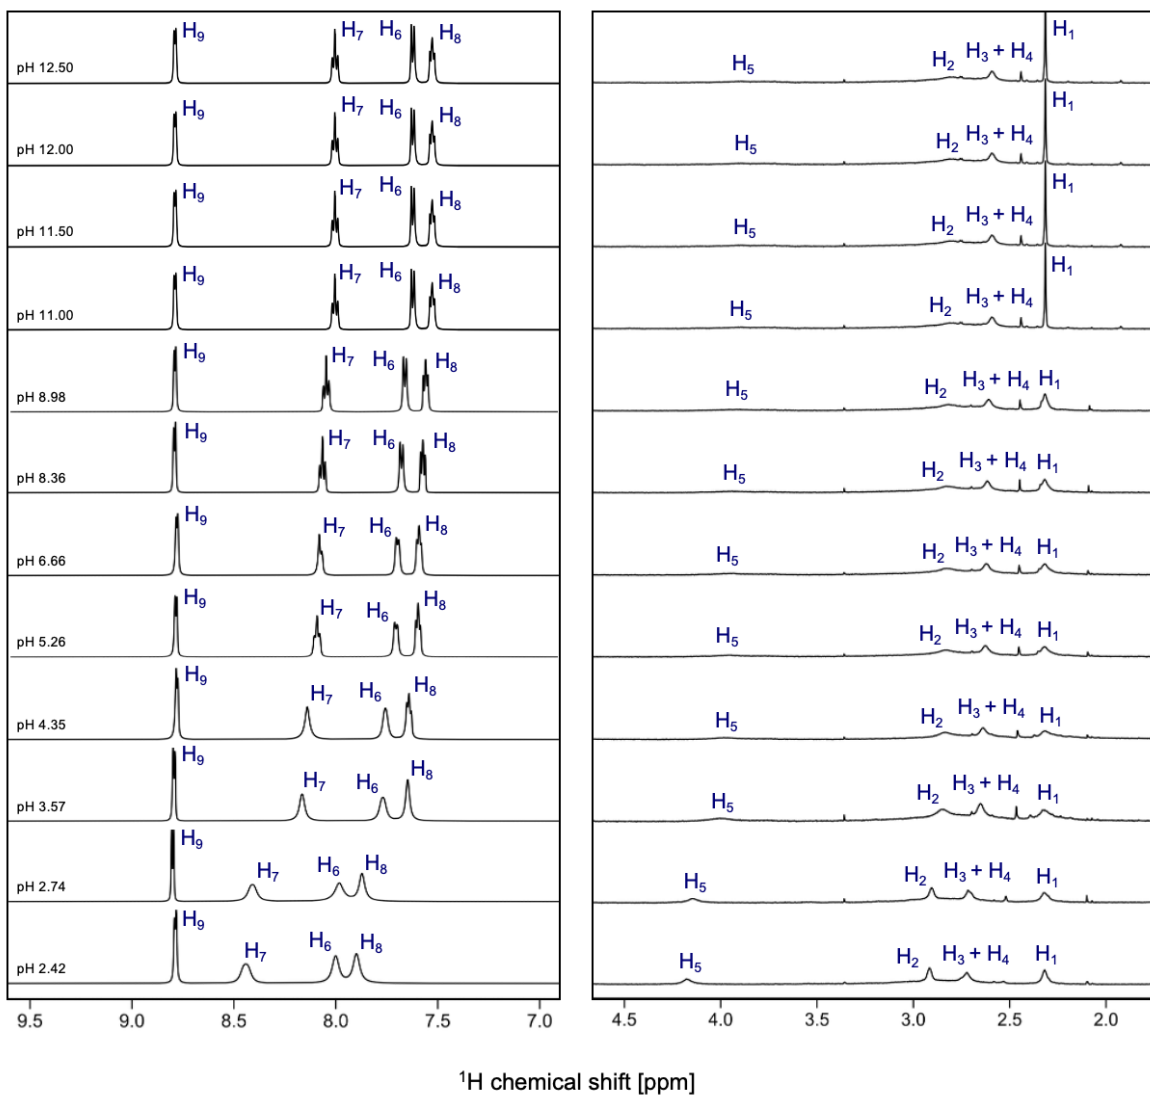 H₉ H₇ H₆ H₈ H₅ H₂ H₃ + H₄ H₁
pH 12.50
H₉ H₇ H₆ H₈ H₅ H₂ H₃ + H₄ H₁
pH 12.00
H₉ H₇ H₆ H₈ H₅ H₂ H₃ + H₄ H₁
pH 11.50
H₉ H₇ H₆ H₈ H₅ H₂ H₃ + H₄ H₁
pH 11.00
H₉ H₇ H₆ H₈ H₅ H₂ H₃ + H₄ H₁
pH 8.98
H₉ H₇ H₆ H₈ H₅ H₂ H₃ + H₄ H₁
pH 8.36
H₉ H₇ H₆ H₈ H₅ H₂ H₃ + H₄ H₁
pH 6.66
H₉ H₇ H₆ H₈ H₅ H₂ H₃ + H₄ H₁
pH 5.26
H₉ H₇ H₆ H₈ H₅ H₂ H₃ + H₄ H₁
pH 4.35
H₉ H₇ H₆ H₈ H₅ H₂ H₃ + H₄ H₁
pH 3.57
H₉ H₇ H₆ H₈ H₅ H₂ H₃ + H₄ H₁
pH 2.74
H₉ H₇ H₆ H₈ H₅ H₂ H₃ + H₄ H₁
pH 2.42
9.5 9.0 8.5 8.0 7.5 7.0 4.5 4.0 3.5 3.0 2.5 2.0
¹H chemical shift [ppm]